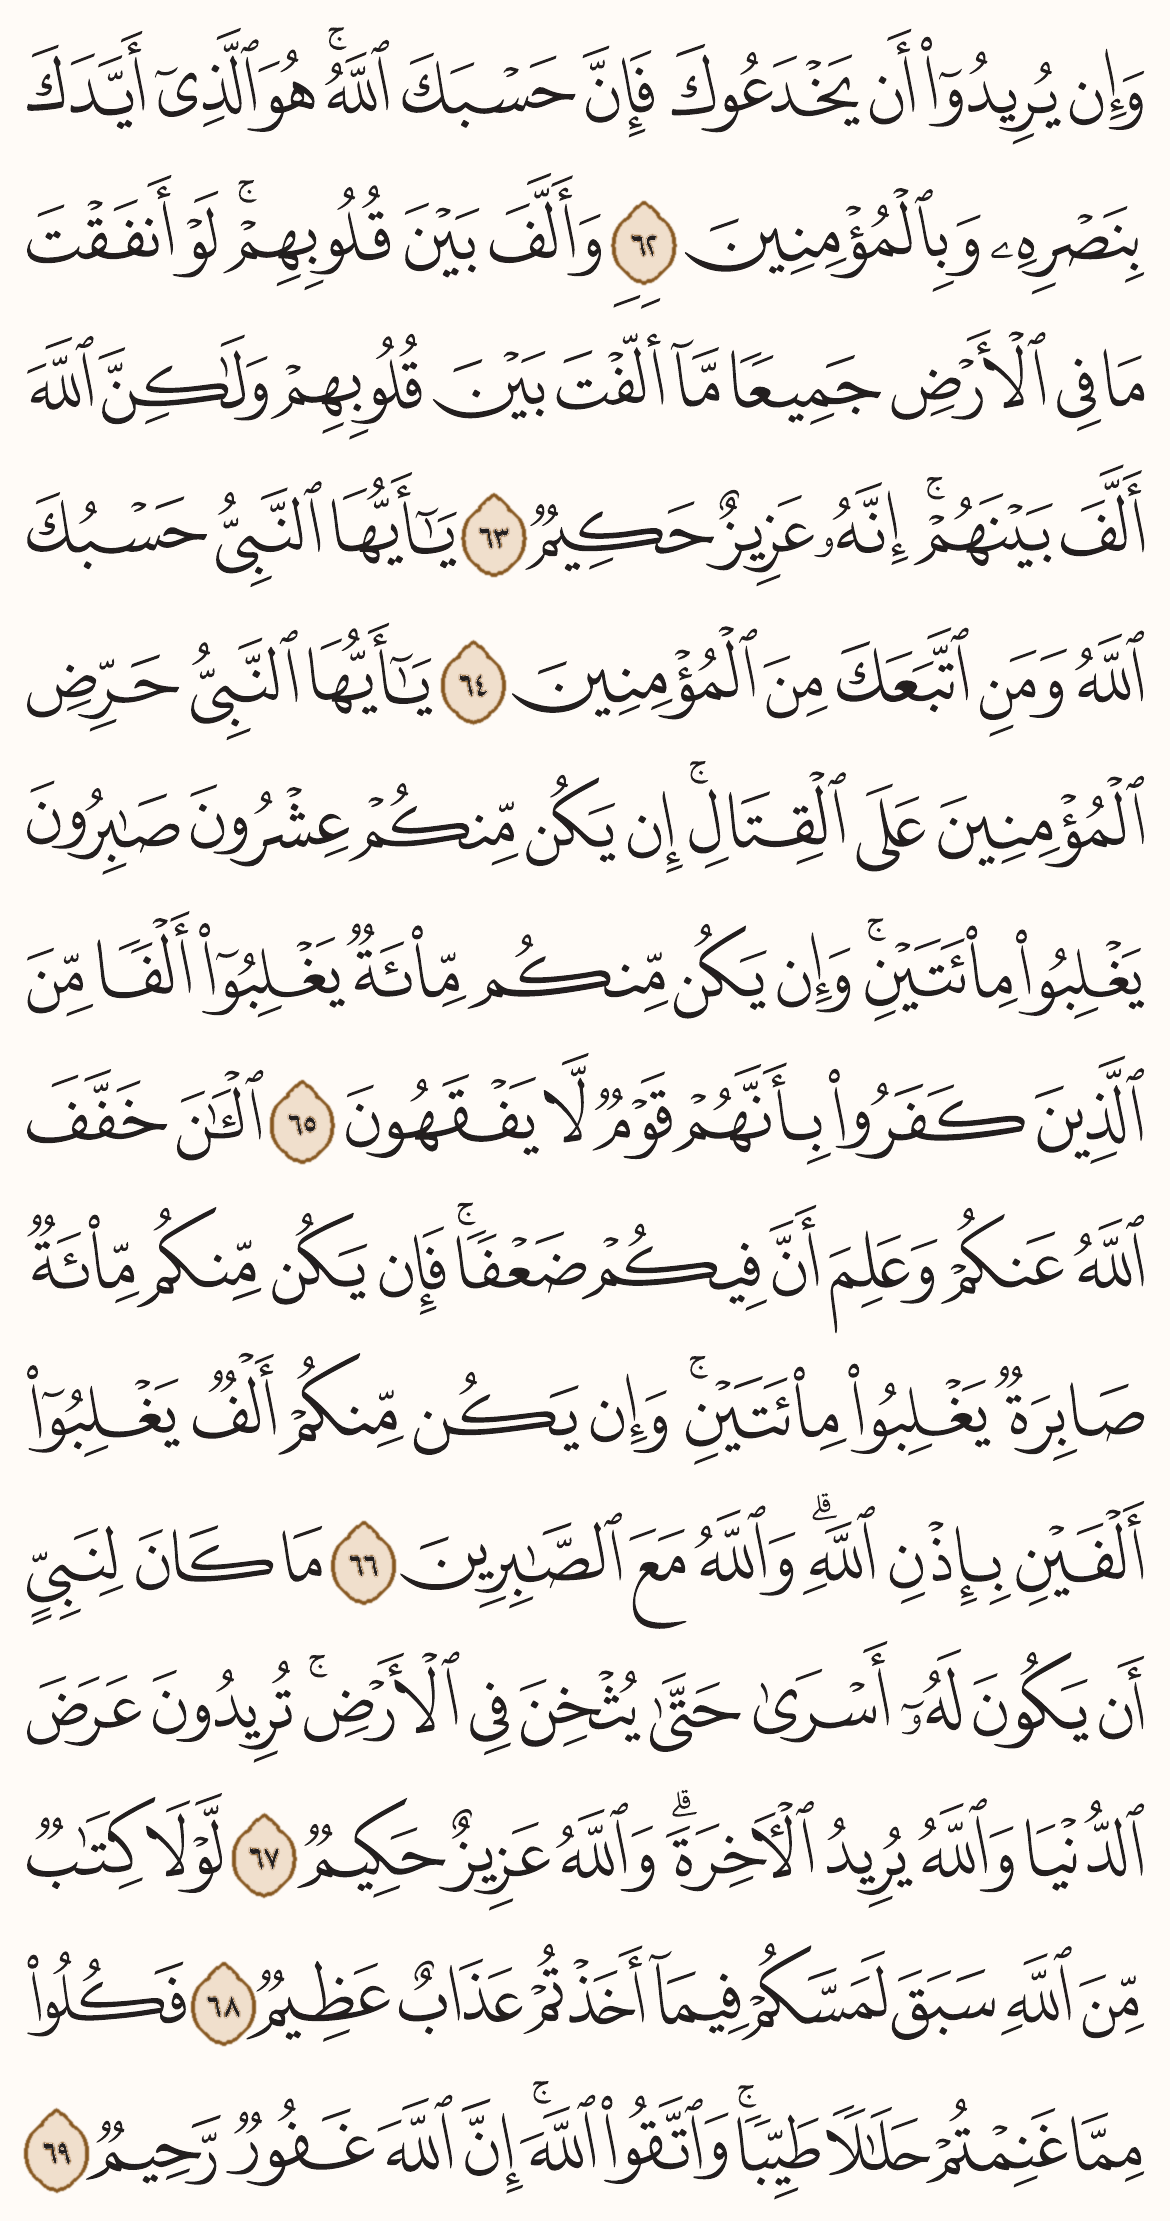 وَإِن يُرِيدُوٓا۟ أَن يَخْدَعُوكَ فَإِنَّ حَسْبَكَ ٱللَّهُ ۚ هُوَ ٱلَّذِىٓ أَيَّدَكَ
بِنَصْرِهِۦ وَبِٱلْمُؤْمِنِينَ ٦٢ وَأَلَّفَ بَيْنَ قُلُوبِهِمْ ۚ لَوْ أَنفَقْتَ
مَا فِى ٱلْأَرْضِ جَمِيعًا مَّآ أَلَّفْتَ بَيْنَ قُلُوبِهِمْ وَلَـٰكِنَّ ٱللَّهَ
أَلَّفَ بَيْنَهُمْ ۚ إِنَّهُۥ عَزِيزٌ حَكِيمٌ ٦٣ يَـٰٓأَيُّهَا ٱلنَّبِىُّ حَسْبُكَ
ٱللَّهُ وَمَنِ ٱتَّبَعَكَ مِنَ ٱلْمُؤْمِنِينَ ٦٤ يَـٰٓأَيُّهَا ٱلنَّبِىُّ حَرِّضِ
ٱلْمُؤْمِنِينَ عَلَى ٱلْقِتَالِ ۚ إِن يَكُن مِّنكُمْ عِشْرُونَ صَـٰبِرُونَ
يَغْلِبُوا۟ مِا۟ئَتَيْنِ ۚ وَإِن يَكُن مِّنكُم مِّا۟ئَةٌ يَغْلِبُوٓا۟ أَلْفًا مِّنَ
ٱلَّذِينَ كَفَرُوا۟ بِأَنَّهُمْ قَوْمٌ لَّا يَفْقَهُونَ ٦٥ ٱلْـَٔـٰنَ خَفَّفَ
ٱللَّهُ عَنكُمْ وَعَلِمَ أَنَّ فِيكُمْ ضَعْفًا ۚ فَإِن يَكُن مِّنكُم مِّا۟ئَةٌ
صَابِرَةٌ يَغْلِبُوا۟ مِا۟ئَتَيْنِ ۚ وَإِن يَكُن مِّنكُمْ أَلْفٌ يَغْلِبُوٓا۟
أَلْفَيْنِ بِإِذْنِ ٱللَّهِ ۗ وَٱللَّهُ مَعَ ٱلصَّـٰبِرِينَ ٦٦ مَا كَانَ لِنَبِىٍّ
أَن يَكُونَ لَهُۥٓ أَسْرَىٰ حَتَّىٰ يُثْخِنَ فِى ٱلْأَرْضِ ۚ تُرِيدُونَ عَرَضَ
ٱلدُّنْيَا وَٱللَّهُ يُرِيدُ ٱلْـَٔاخِرَةَ ۗ وَٱللَّهُ عَزِيزٌ حَكِيمٌ ٦٧ لَّوْلَا كِتَـٰبٌ
مِّنَ ٱللَّهِ سَبَقَ لَمَسَّكُمْ فِيمَآ أَخَذْتُمْ عَذَابٌ عَظِيمٌ ٦٨ فَكُلُوا۟
مِمَّا غَنِمْتُمْ حَلَـٰلًا طَيِّبًا ۚ وَٱتَّقُوا۟ ٱللَّهَ ۚ إِنَّ ٱللَّهَ غَفُورٌ رَّحِيمٌ ٦٩